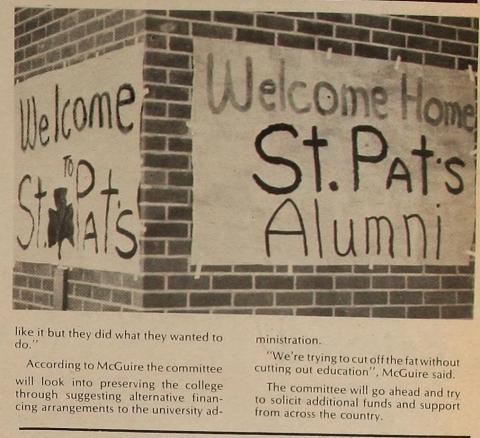 Welcome
TO
St. Pat's
Welcome Home
St. Pat's
Alumni
like it but they did what they wanted to
do."
According to McGuire the committee
will look into preserving the college
through suggesting alternative finan-
cing arrangements to the university ad-
ministration.
"We're trying to cut off the fat without
cutting out education", McGuire said.
The committee will go ahead and try
to solicit additional funds and support
from across the country.